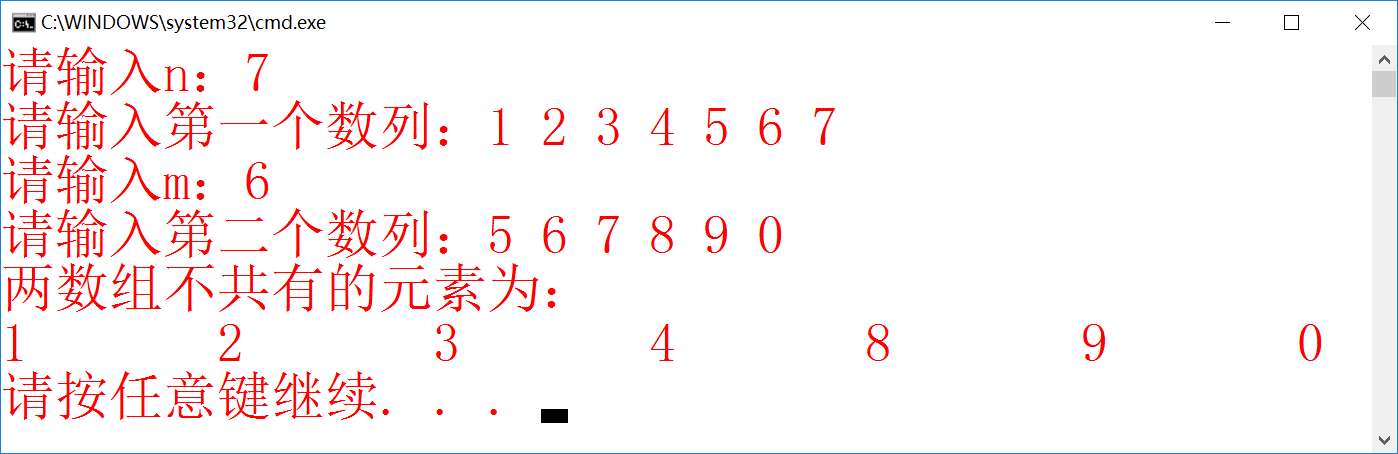 C:\WINDOWS\system32\cmd.exe
请输入n：7
请输入第一个数列：1 2 3 4 5 6 7
请输入m：6
请输入第二个数列：5 6 7 8 9 0
两数组不共有的元素为：
1 2 3 4 8 9 0
请按任意键继续. . .